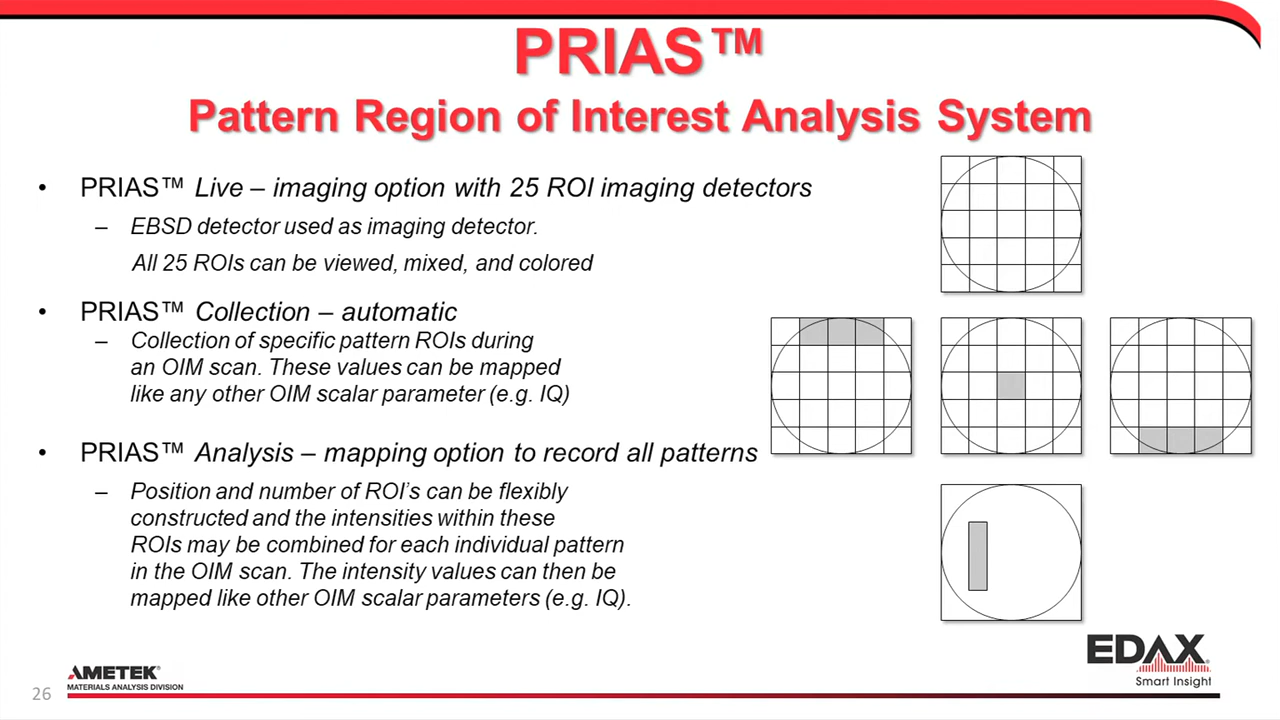 PRIAS™
Pattern Region of Interest Analysis System
• PRIAS™ Live – imaging option with 25 ROI imaging detectors
– EBSD detector used as imaging detector.
All 25 ROIs can be viewed, mixed, and colored
• PRIAS™ Collection – automatic
– Collection of specific pattern ROIs during
an OIM scan. These values can be mapped
like any other OIM scalar parameter (e.g. IQ)
• PRIAS™ Analysis – mapping option to record all patterns
– Position and number of ROI’s can be flexibly
constructed and the intensities within these
ROIs may be combined for each individual pattern
in the OIM scan. The intensity values can then be
mapped like other OIM scalar parameters (e.g. IQ).
EDAX
Smart Insight
AMETEK®
MATERIALS ANALYSIS DIVISION
26